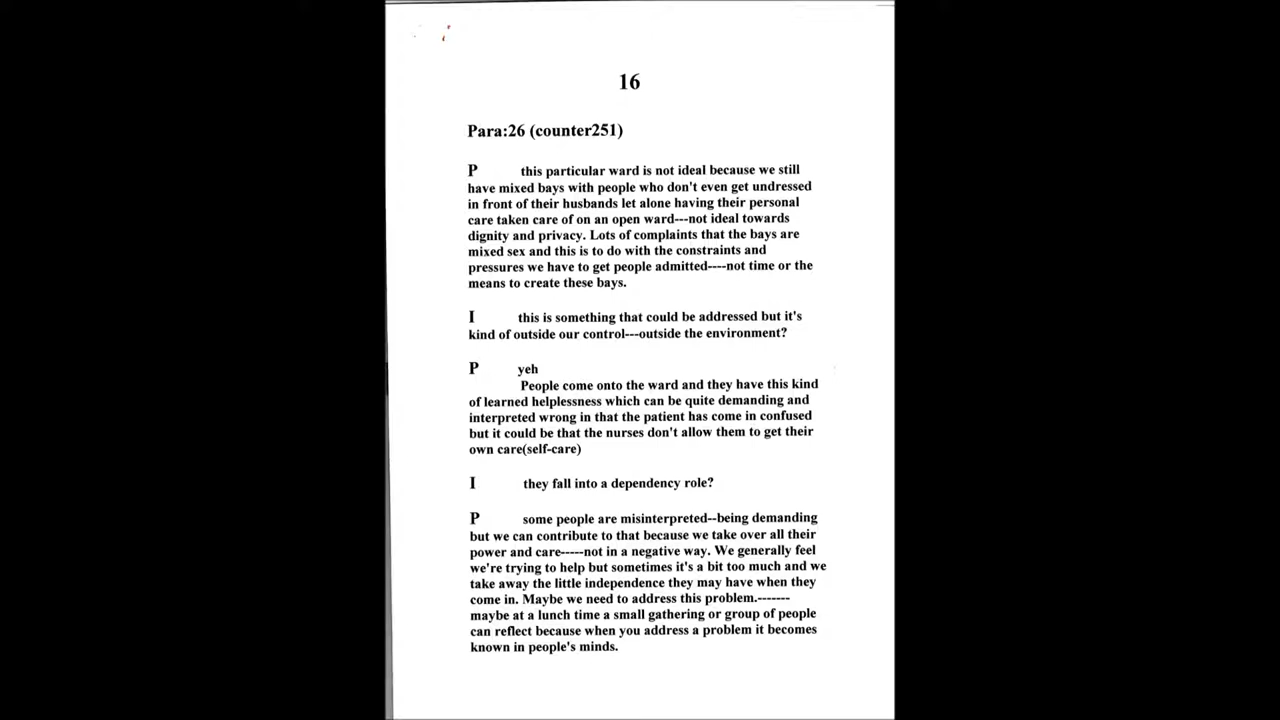 16
Para:26 (counter251)
P this particular ward is not ideal because we still
have mixed bays with people who don't even get undressed
in front of their husbands let alone having their personal
care taken care of on an open ward---not ideal towards
dignity and privacy. Lots of complaints that the bays are
mixed sex and this is to do with the constraints and
pressures we have to get people admitted----not time or the
means to create these bays.
I this is something that could be addressed but it's
kind of outside our control---outside the environment?
P yeh
People come onto the ward and they have this kind
of learned helplessness which can be quite demanding and
interpreted wrong in that the patient has come in confused
but it could be that the nurses don't allow them to get their
own care(self-care)
I they fall into a dependency role?
P some people are misinterpreted--being demanding
but we can contribute to that because we take over all their
power and care-----not in a negative way. We generally feel
we're trying to help but sometimes it's a bit too much and we
take away the little independence they may have when they
come in. Maybe we need to address this problem.-------
maybe at a lunch time a small gathering or group of people
can reflect because when you address a problem it becomes
known in people's minds.